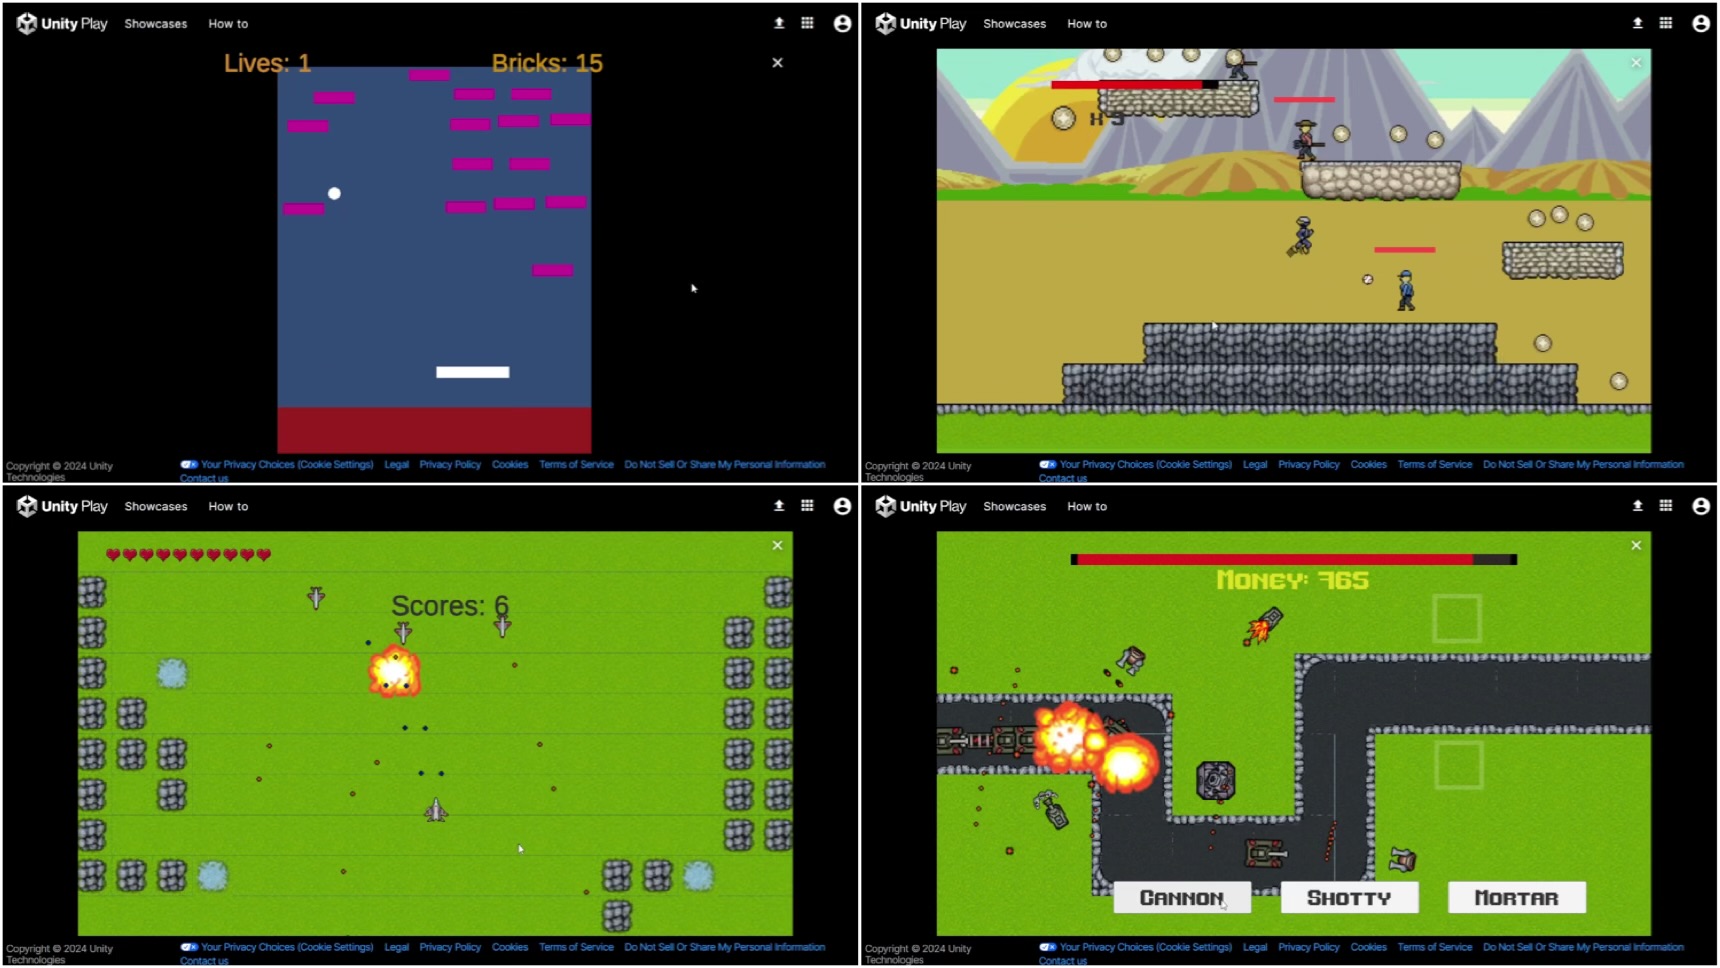 Unity Play Showcases How to
Lives: 1 Bricks: 15
Copyright © 2024 Unity
Technologies
Your Privacy Choices (Cookie Settings) Legal Privacy Policy Cookies Terms of Service Do Not Sell Or Share My Personal Information
Contact us
Unity Play Showcases How to
Copyright © 2024 Unity
Technologies
Your Privacy Choices (Cookie Settings) Legal Privacy Policy Cookies Terms of Service Do Not Sell Or Share My Personal Information
Contact us
Unity Play Showcases How to
Scores: 6
Copyright © 2024 Unity
Technologies
Your Privacy Choices (Cookie Settings) Legal Privacy Policy Cookies Terms of Service Do Not Sell Or Share My Personal Information
Contact us
Unity Play Showcases How to
Money: 765
Cannon Shotty Mortar
Copyright © 2024 Unity
Technologies
Your Privacy Choices (Cookie Settings) Legal Privacy Policy Cookies Terms of Service Do Not Sell Or Share My Personal Information
Contact us